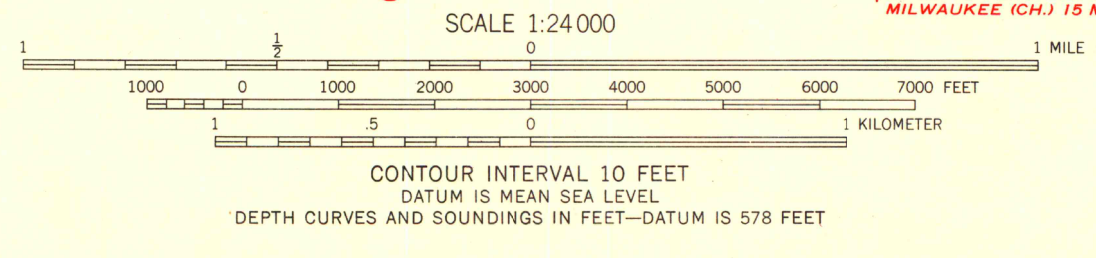 MILWAUKEE (CH.) 15 M
SCALE 1:24000
1 1/2 0 1 MILE
1000 0 1000 2000 3000 4000 5000 6000 7000 FEET
1 .5 0 1 KILOMETER
CONTOUR INTERVAL 10 FEET
DATUM IS MEAN SEA LEVEL
DEPTH CURVES AND SOUNDINGS IN FEET—DATUM IS 578 FEET